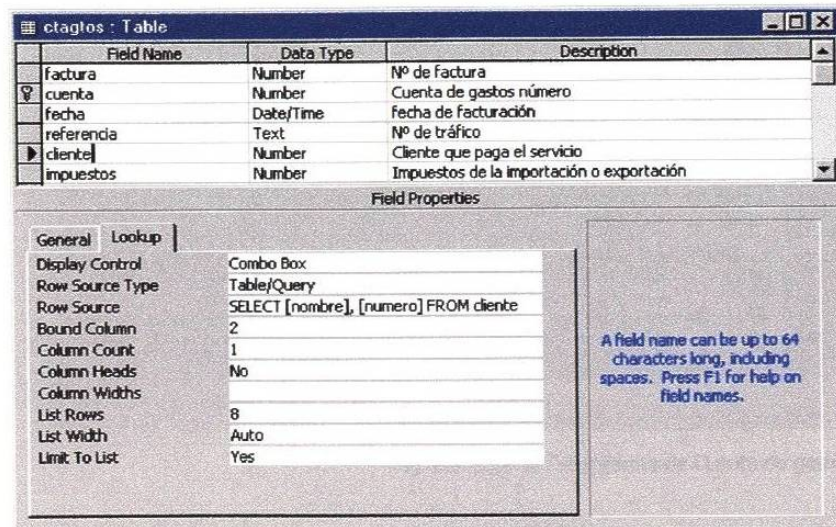 ctagtos : Table
Field Name Data Type Description
factura Number Nº de factura
cuenta Number Cuenta de gastos número
fecha Date/Time fecha de facturación
referencia Text Nº de tráfico
cliente Number Cliente que paga el servicio
impuestos Number Impuestos de la importación o exportación
Field Properties
General Lookup
Display Control Combo Box
Row Source Type Table/Query
Row Source SELECT [nombre], [numero] FROM cliente
Bound Column 2
Column Count 1
Column Heads No
Column Widths
List Rows 8
List Width Auto
Limit To List Yes
A field name can be up to 64
characters long, including
spaces. Press F1 for help on
field names.